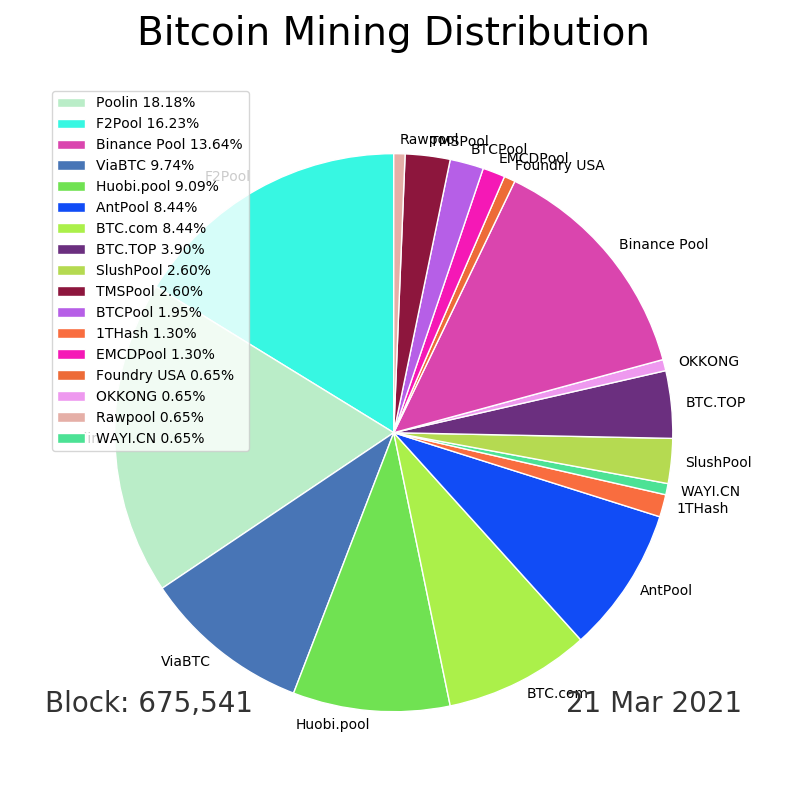 Bitcoin Mining Distribution
Poolin 18.18%
F2Pool 16.23%
Binance Pool 13.64%
ViaBTC 9.74%
Huobi.pool 9.09%
AntPool 8.44%
BTC.com 8.44%
BTC.TOP 3.90%
SlushPool 2.60%
TMSPool 2.60%
BTCPool 1.95%
1THash 1.30%
EMCDPool 1.30%
Foundry USA 0.65%
OKKONG 0.65%
Rawpool 0.65%
WAYI.CN 0.65%
Rawpool
TMSPool
BTCPool
EMCDPool
Foundry USA
F2Pool
Binance Pool
OKKONG
BTC.TOP
SlushPool
WAYI.CN
1THash
AntPool
ViaBTC
BTC.com
Huobi.pool
Block: 675,541
21 Mar 2021